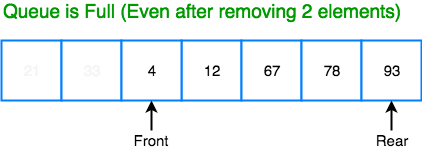 Queue is Full (Even after removing 2 elements)
21 33 4 12 67 78 93
Front Rear